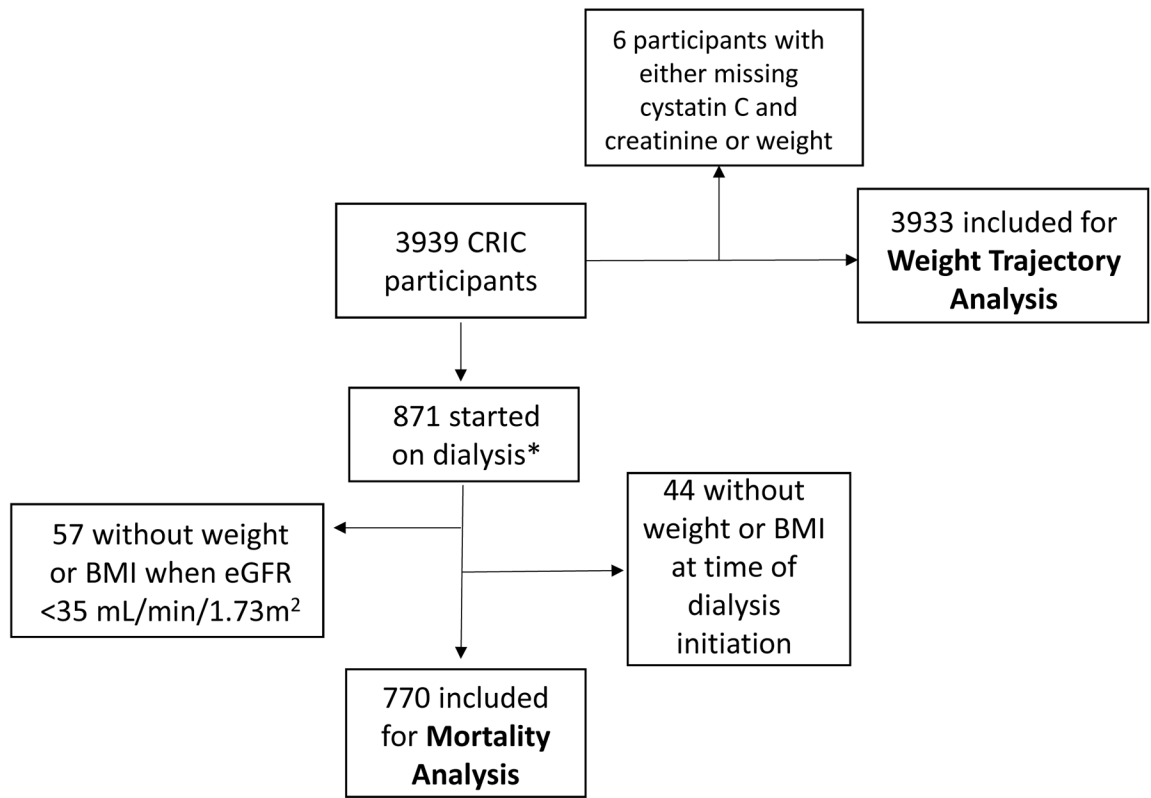 6 participants with
either missing
cystatin C and
creatinine or weight
3939 CRIC
participants
3933 included for
Weight Trajectory
Analysis
871 started
on dialysis*
57 without weight
or BMI when eGFR
<35 mL/min/1.73m²
44 without
weight or BMI
at time of
dialysis
initiation
770 included
for Mortality
Analysis